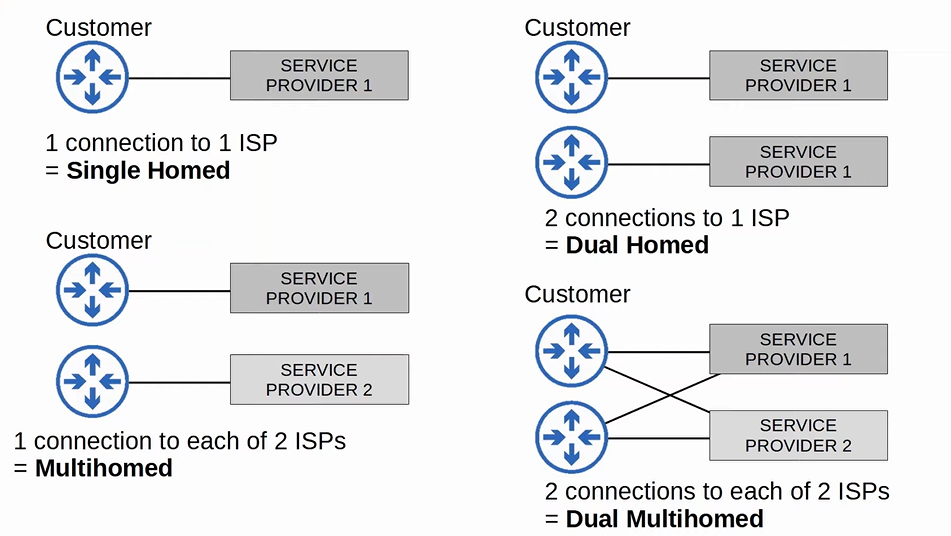 Customer
SERVICE
PROVIDER 1
1 connection to 1 ISP
= Single Homed
Customer
SERVICE
PROVIDER 1
SERVICE
PROVIDER 1
2 connections to 1 ISP
= Dual Homed
Customer
SERVICE
PROVIDER 1
SERVICE
PROVIDER 2
1 connection to each of 2 ISPs
= Multihomed
Customer
SERVICE
PROVIDER 1
SERVICE
PROVIDER 2
2 connections to each of 2 ISPs
= Dual Multihomed